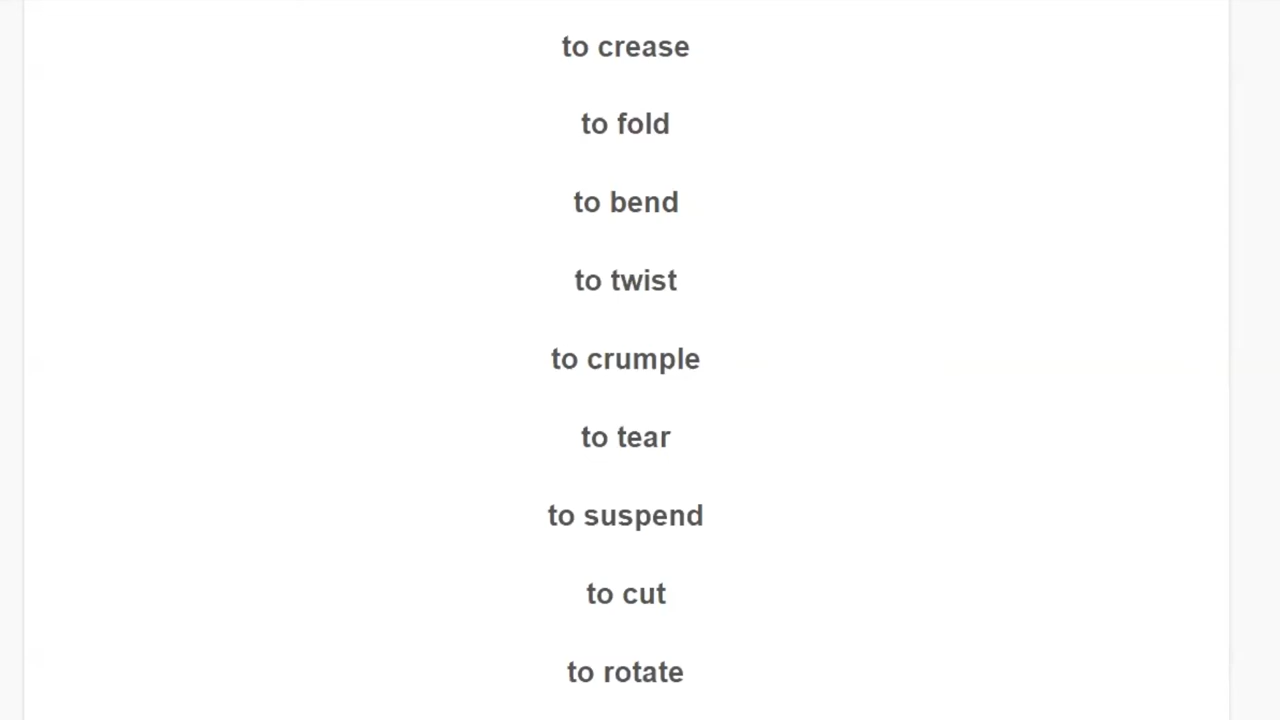 to crease
to fold
to bend
to twist
to crumple
to tear
to suspend
to cut
to rotate